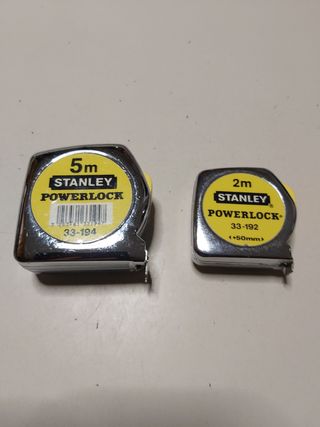 5m
STANLEY
POWERLOCK
33-194
2m
STANLEY
POWERLOCK
33-192
(+50mm)